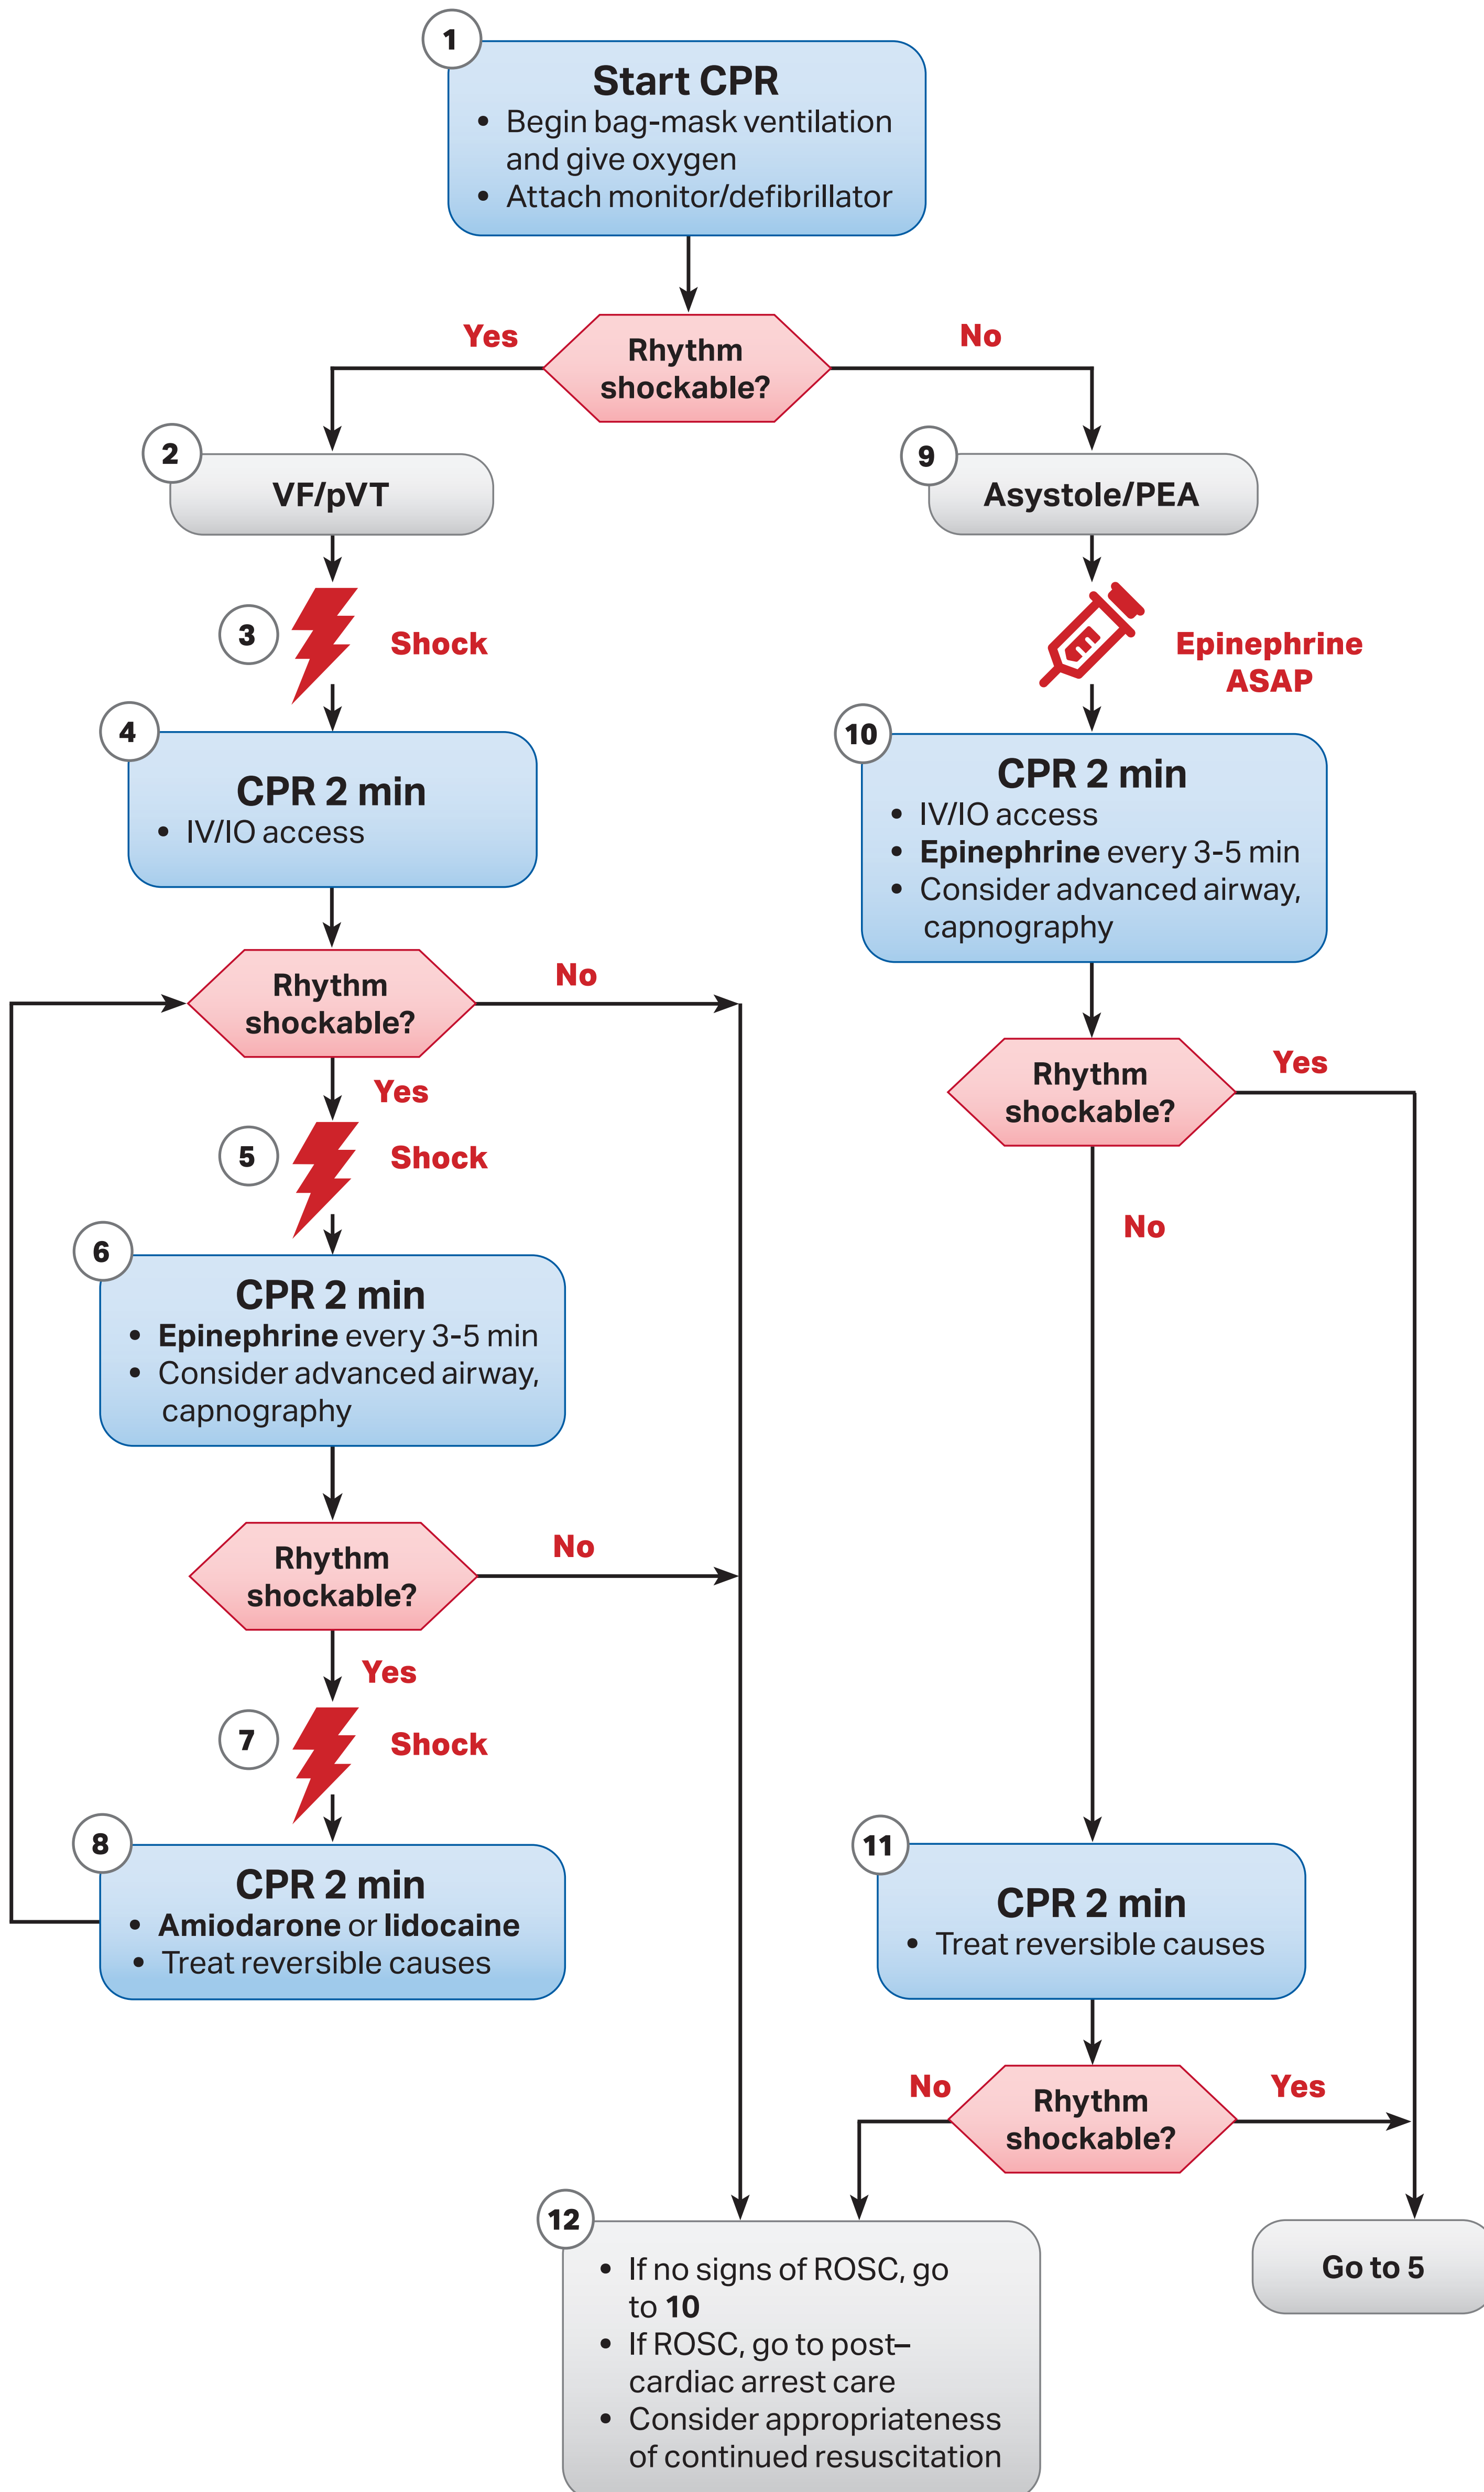 1
Start CPR
• Begin bag-mask ventilation
and give oxygen
• Attach monitor/defibrillator
Yes
Rhythm
shockable?
No
2
VF/pVT
9
Asystole/PEA
3
Shock
Epinephrine
ASAP
4
CPR 2 min
• IV/IO access
10
CPR 2 min
• IV/IO access
• Epinephrine every 3-5 min
• Consider advanced airway,
capnography
Rhythm
shockable?
No
Yes
Rhythm
shockable?
Yes
No
5
Shock
6
CPR 2 min
• Epinephrine every 3-5 min
• Consider advanced airway,
capnography
Rhythm
shockable?
No
Yes
7
Shock
8
CPR 2 min
• Amiodarone or lidocaine
• Treat reversible causes
11
CPR 2 min
• Treat reversible causes
No
Rhythm
shockable?
Yes
12
• If no signs of ROSC, go
to 10
• If ROSC, go to post–
cardiac arrest care
• Consider appropriateness
of continued resuscitation
Go to 5